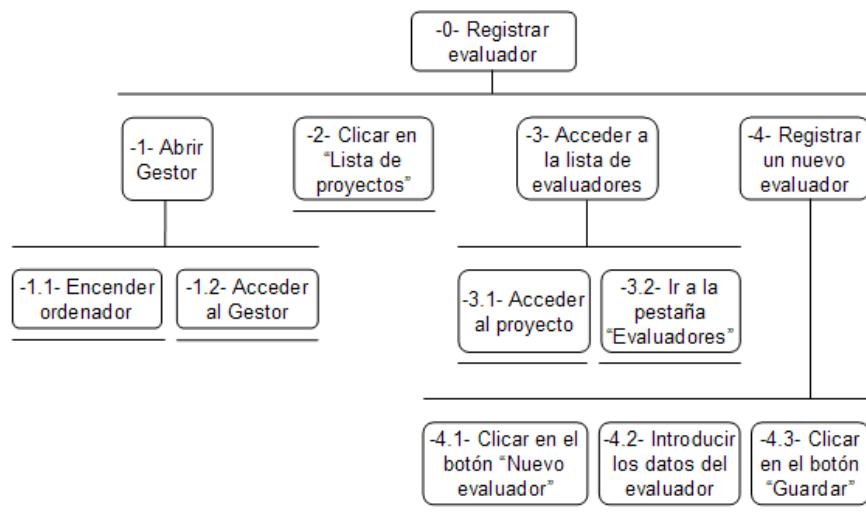 -0- Registrar
evaluador
-1- Abrir
Gestor
-2- Clicar en
“Lista de
proyectos”
-3- Acceder a
la lista de
evaluadores
-4- Registrar
un nuevo
evaluador
-1.1- Encender
ordenador
-1.2- Acceder
al Gestor
-3.1- Acceder
al proyecto
-3.2- Ir a la
pestaña
“Evaluadores”
-4.1- Clicar en el
botón “Nuevo
evaluador”
-4.2- Introducir
los datos del
evaluador
-4.3- Clicar
en el botón
“Guardar”